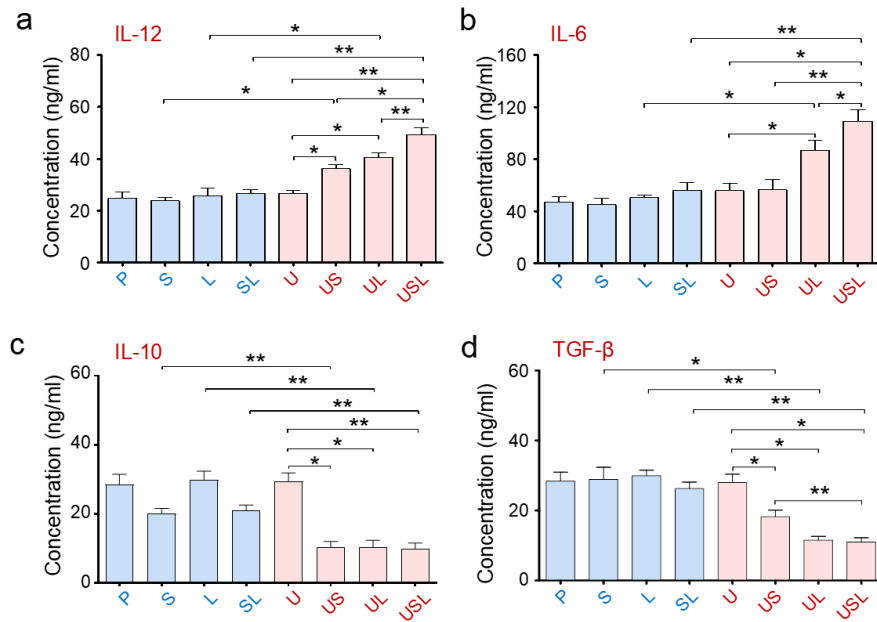 a
IL-12
Concentration (ng/ml)
80
60
40
20
0
*
**
**
*
*
*
**
*
P S L SL U US UL USL
b
IL-6
Concentration (ng/ml)
160
120
80
40
0
**
*
**
*
*
*
P S L SL U US UL USL
c
IL-10
Concentration (ng/ml)
60
40
20
0
**
**
**
**
*
*
P S L SL U US UL USL
d
TGF-β
Concentration (ng/ml)
60
40
20
0
*
**
**
*
*
*
**
P S L SL U US UL USL